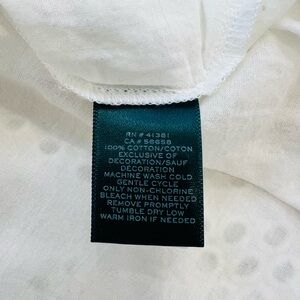 RN # 41381
CA # 56658
100% COTTON/COTON
EXCLUSIVE OF
DECORATION/SAUF
DÉCORATION
MACHINE WASH COLD
GENTLE CYCLE
ONLY NON-CHLORINE
BLEACH WHEN NEEDED
REMOVE PROMPTLY
TUMBLE DRY LOW
WARM IRON IF NEEDED